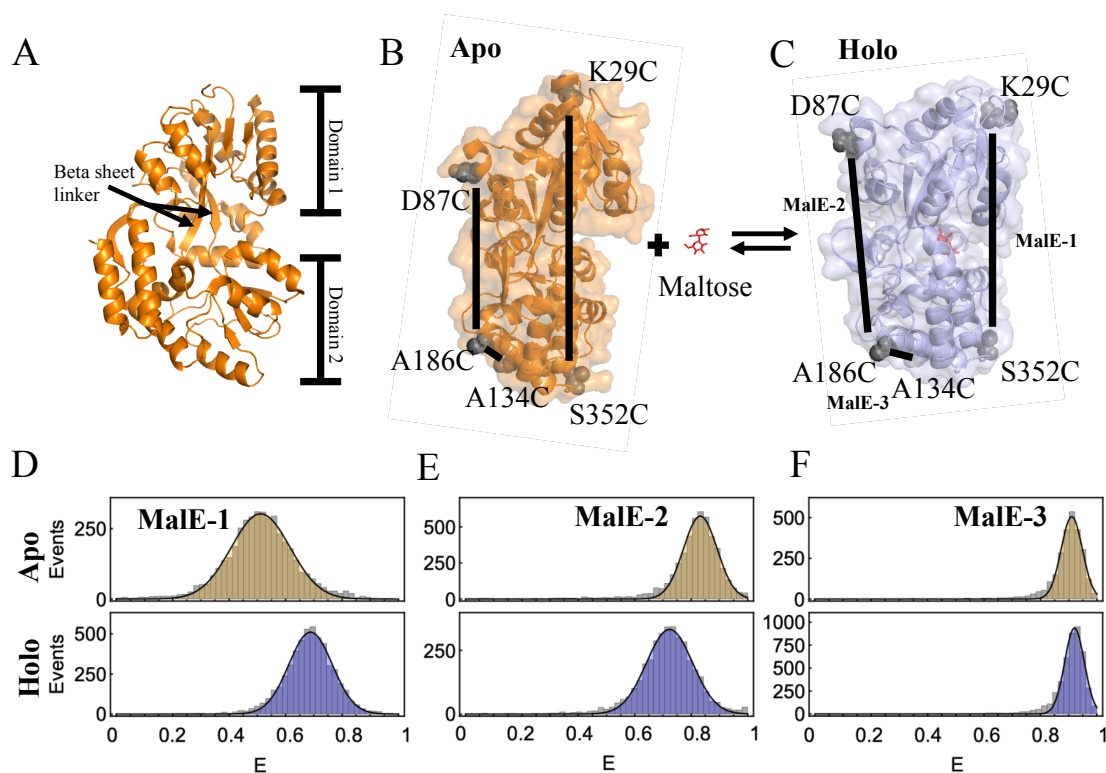 A
Beta sheet
linker
Domain 1
Domain 2
B
Apo
K29C
D87C
A186C
A134C
S352C
Maltose
C
Holo
D87C
K29C
MalE-2
MalE-1
A186C
A134C
S352C
MalE-3
D
E
F
Apo
Events
250
0
MalE-1
500
250
0
MalE-2
500
250
0
MalE-3
Holo
Events
500
250
0
0 0.2 0.4 0.6 0.8 1
E
250
0
0 0.2 0.4 0.6 0.8 1
E
1000
750
500
250
0
0 0.2 0.4 0.6 0.8 1
E